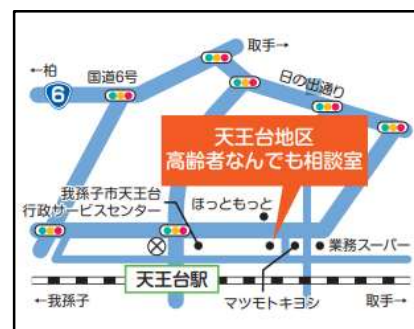 取手→
←柏
国道6号
6
日の出通り
天王台地区
高齢者なんでも相談室
我孫子市天王台
行政サービスセンター
ほっともっと
業務スーパー
天王台駅
マツモトキヨシ
←我孫子
取手→